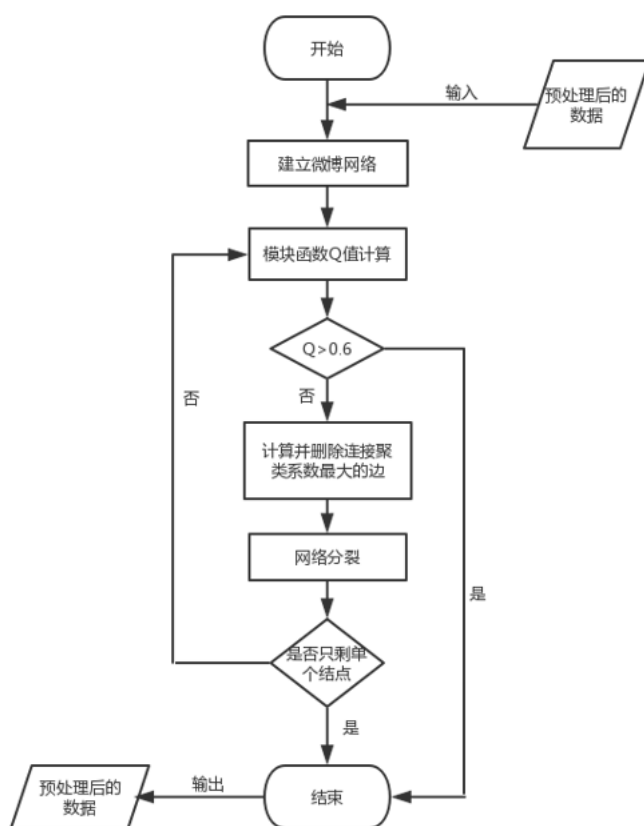 开始
输入
预处理后的
数据
建立微博网络
模块函数Q值计算
Q>0.6
否
否
计算并删除连接聚
类系数最大的边
网络分裂
是
是否只剩单
个结点
是
输出
预处理后的
数据
结束